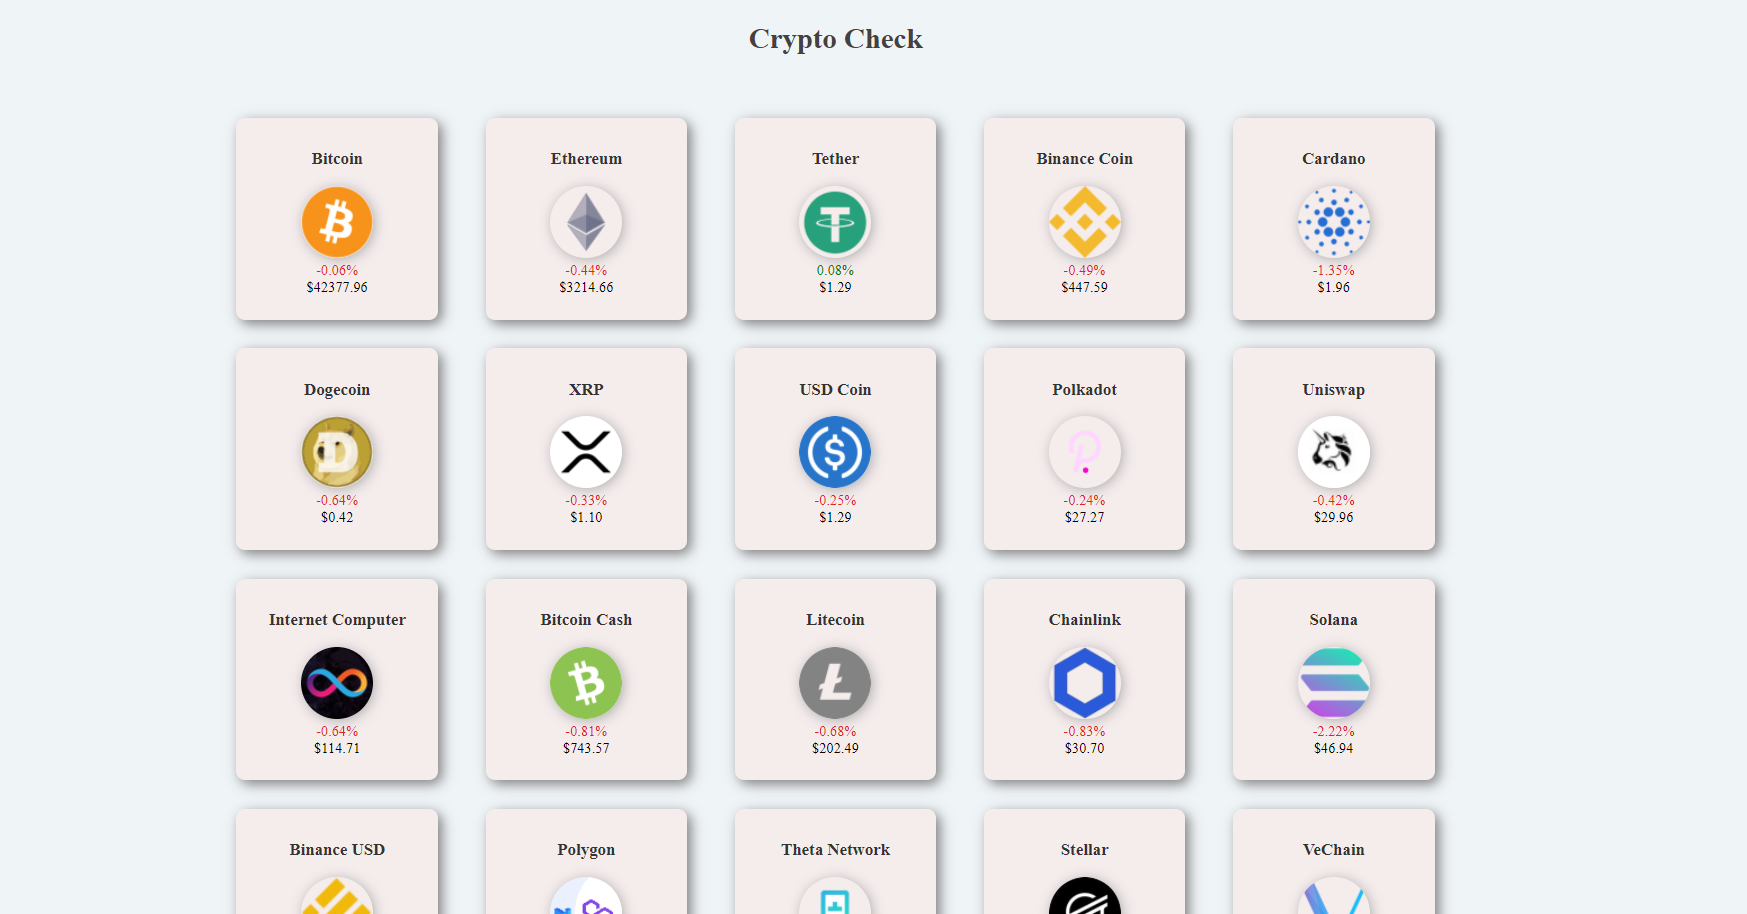 Crypto Check
Bitcoin
-0.06%
$42377.96
Ethereum
-0.44%
$3214.66
Tether
0.08%
$1.29
Binance Coin
-0.49%
$447.59
Cardano
-1.35%
$1.96
Dogecoin
-0.64%
$0.42
XRP
-0.33%
$1.10
USD Coin
-0.25%
$1.29
Polkadot
-0.24%
$27.27
Uniswap
-0.42%
$29.96
Internet Computer
-0.64%
$114.71
Bitcoin Cash
-0.81%
$743.57
Litecoin
-0.68%
$202.49
Chainlink
-0.83%
$30.70
Solana
-2.22%
$46.94
Binance USD
Polygon
Theta Network
Stellar
VeChain